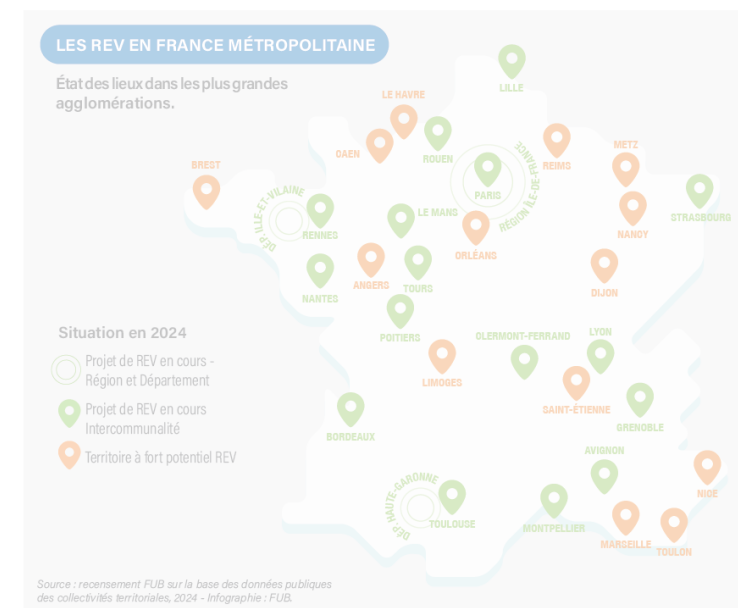 LES REV EN FRANCE MÉTROPOLITAINE
État des lieux dans les plus grandes
agglomérations.
LILLE
LE HAVRE
CAEN
ROUEN
REIMS
METZ
BREST
PARIS
RÉGION ÎLE-DE-FRANCE
STRASBOURG
DÉP. ILLE-ET-VILAINE
RENNES
LE MANS
NANCY
ORLÉANS
ANGERS
TOURS
DIJON
NANTES
POITIERS
CLERMONT-FERRAND
LYON
LIMOGES
SAINT-ÉTIENNE
GRENOBLE
BORDEAUX
AVIGNON
NICE
DÉP. HAUTE-GARONNE
TOULOUSE
MONTPELLIER
MARSEILLE
TOULON
Situation en 2024
Projet de REV en cours -
Région et Département
Projet de REV en cours
Intercommunalité
Territoire à fort potentiel REV
Source : recensement FUB sur la base des données publiques
des collectivités territoriales, 2024 - Infographie : FUB.